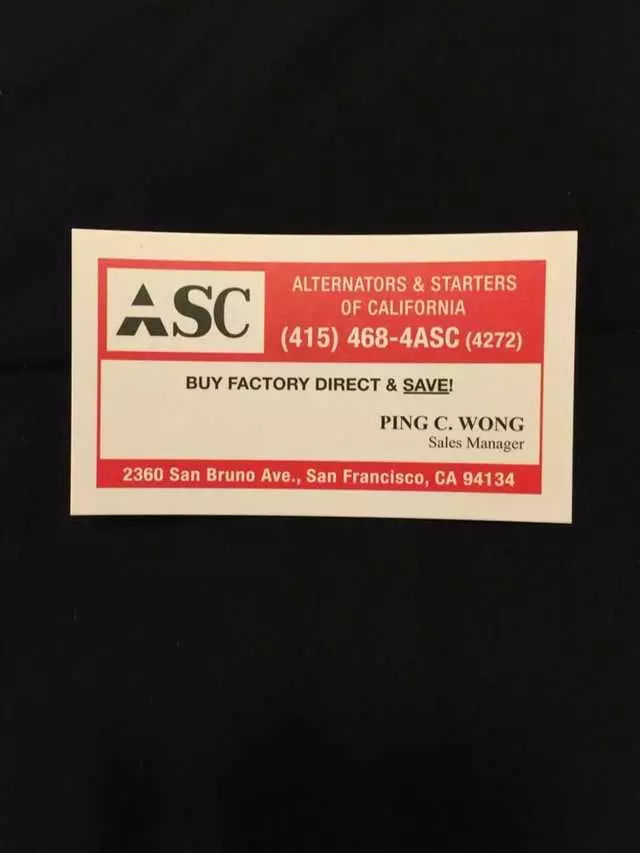 ASC
ALTERNATORS & STARTERS
OF CALIFORNIA
(415) 468-4ASC (4272)
BUY FACTORY DIRECT & SAVE!
PING C. WONG
Sales Manager
2360 San Bruno Ave., San Francisco, CA 94134